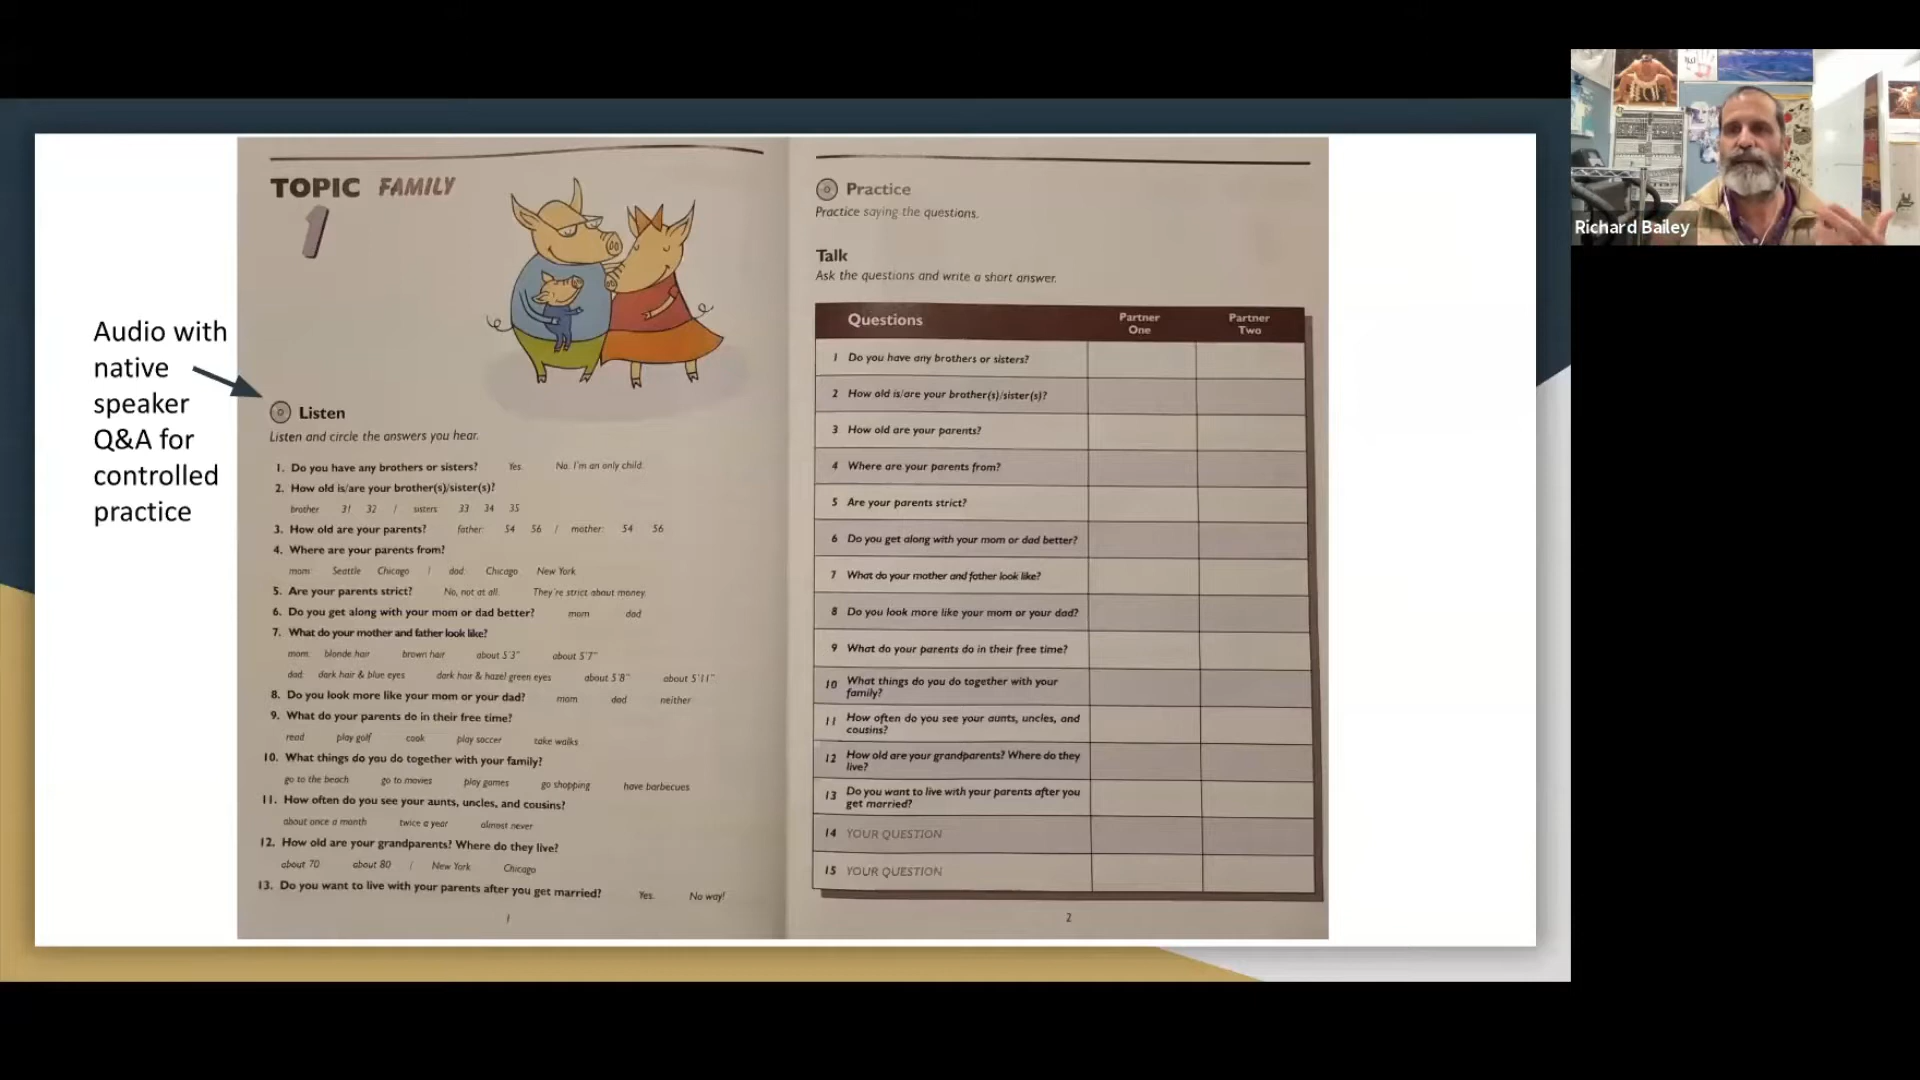 Audio with
native
speaker
Q&A for
controlled
practice
TOPIC FAMILY
1
Listen
Listen and circle the answers you hear.
1. Do you have any brothers or sisters? Yes. No. I'm an only child.
2. How old is/are your brother(s)/sister(s)?
brother 31 32 / sisters 33 34 35
3. How old are your parents? father: 54 56 / mother: 54 56
4. Where are your parents from?
mom: Seattle Chicago / dad: Chicago New York
5. Are your parents strict? No, not at all. They're strict about money.
6. Do you get along with your mom or dad better? mom dad
7. What do your mother and father look like?
mom: blonde hair brown hair about 5'3" about 5'7"
dad: dark hair & blue eyes dark hair & hazel green eyes about 5'8" about 5'11"
8. Do you look more like your mom or your dad? mom dad neither
9. What do your parents do in their free time?
read play golf cook play soccer take walks
10. What things do you do together with your family?
go to the beach go to movies play games go shopping have barbecues
11. How often do you see your aunts, uncles, and cousins?
about once a month twice a year almost never
12. How old are your grandparents? Where do they live?
about 70 about 80 / New York Chicago
13. Do you want to live with your parents after you get married? Yes. No way!
1
Practice
Practice saying the questions.
Talk
Ask the questions and write a short answer.
Questions Partner One Partner Two
1 Do you have any brothers or sisters?
2 How old is/are your brother(s)/sister(s)?
3 How old are your parents?
4 Where are your parents from?
5 Are your parents strict?
6 Do you get along with your mom or dad better?
7 What do your mother and father look like?
8 Do you look more like your mom or your dad?
9 What do your parents do in their free time?
10 What things do you do together with your
family?
11 How often do you see your aunts, uncles, and
cousins?
12 How old are your grandparents? Where do they
live?
13 Do you want to live with your parents after you
get married?
14 YOUR QUESTION
15 YOUR QUESTION
2
Richard Bailey